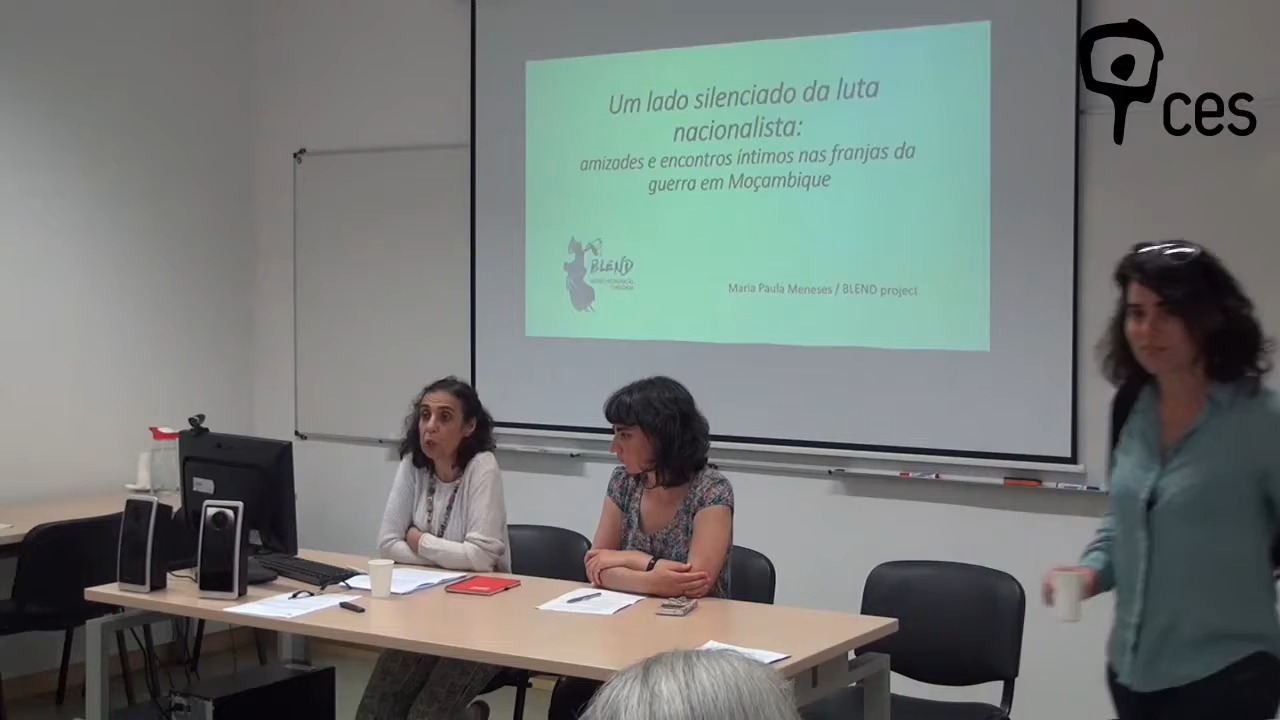 Um lado silenciado da luta
nacionalista:
amizades e encontros íntimos nas franjas da
guerra em Moçambique
BLEND
Maria Paula Meneses / BLEND project
ces